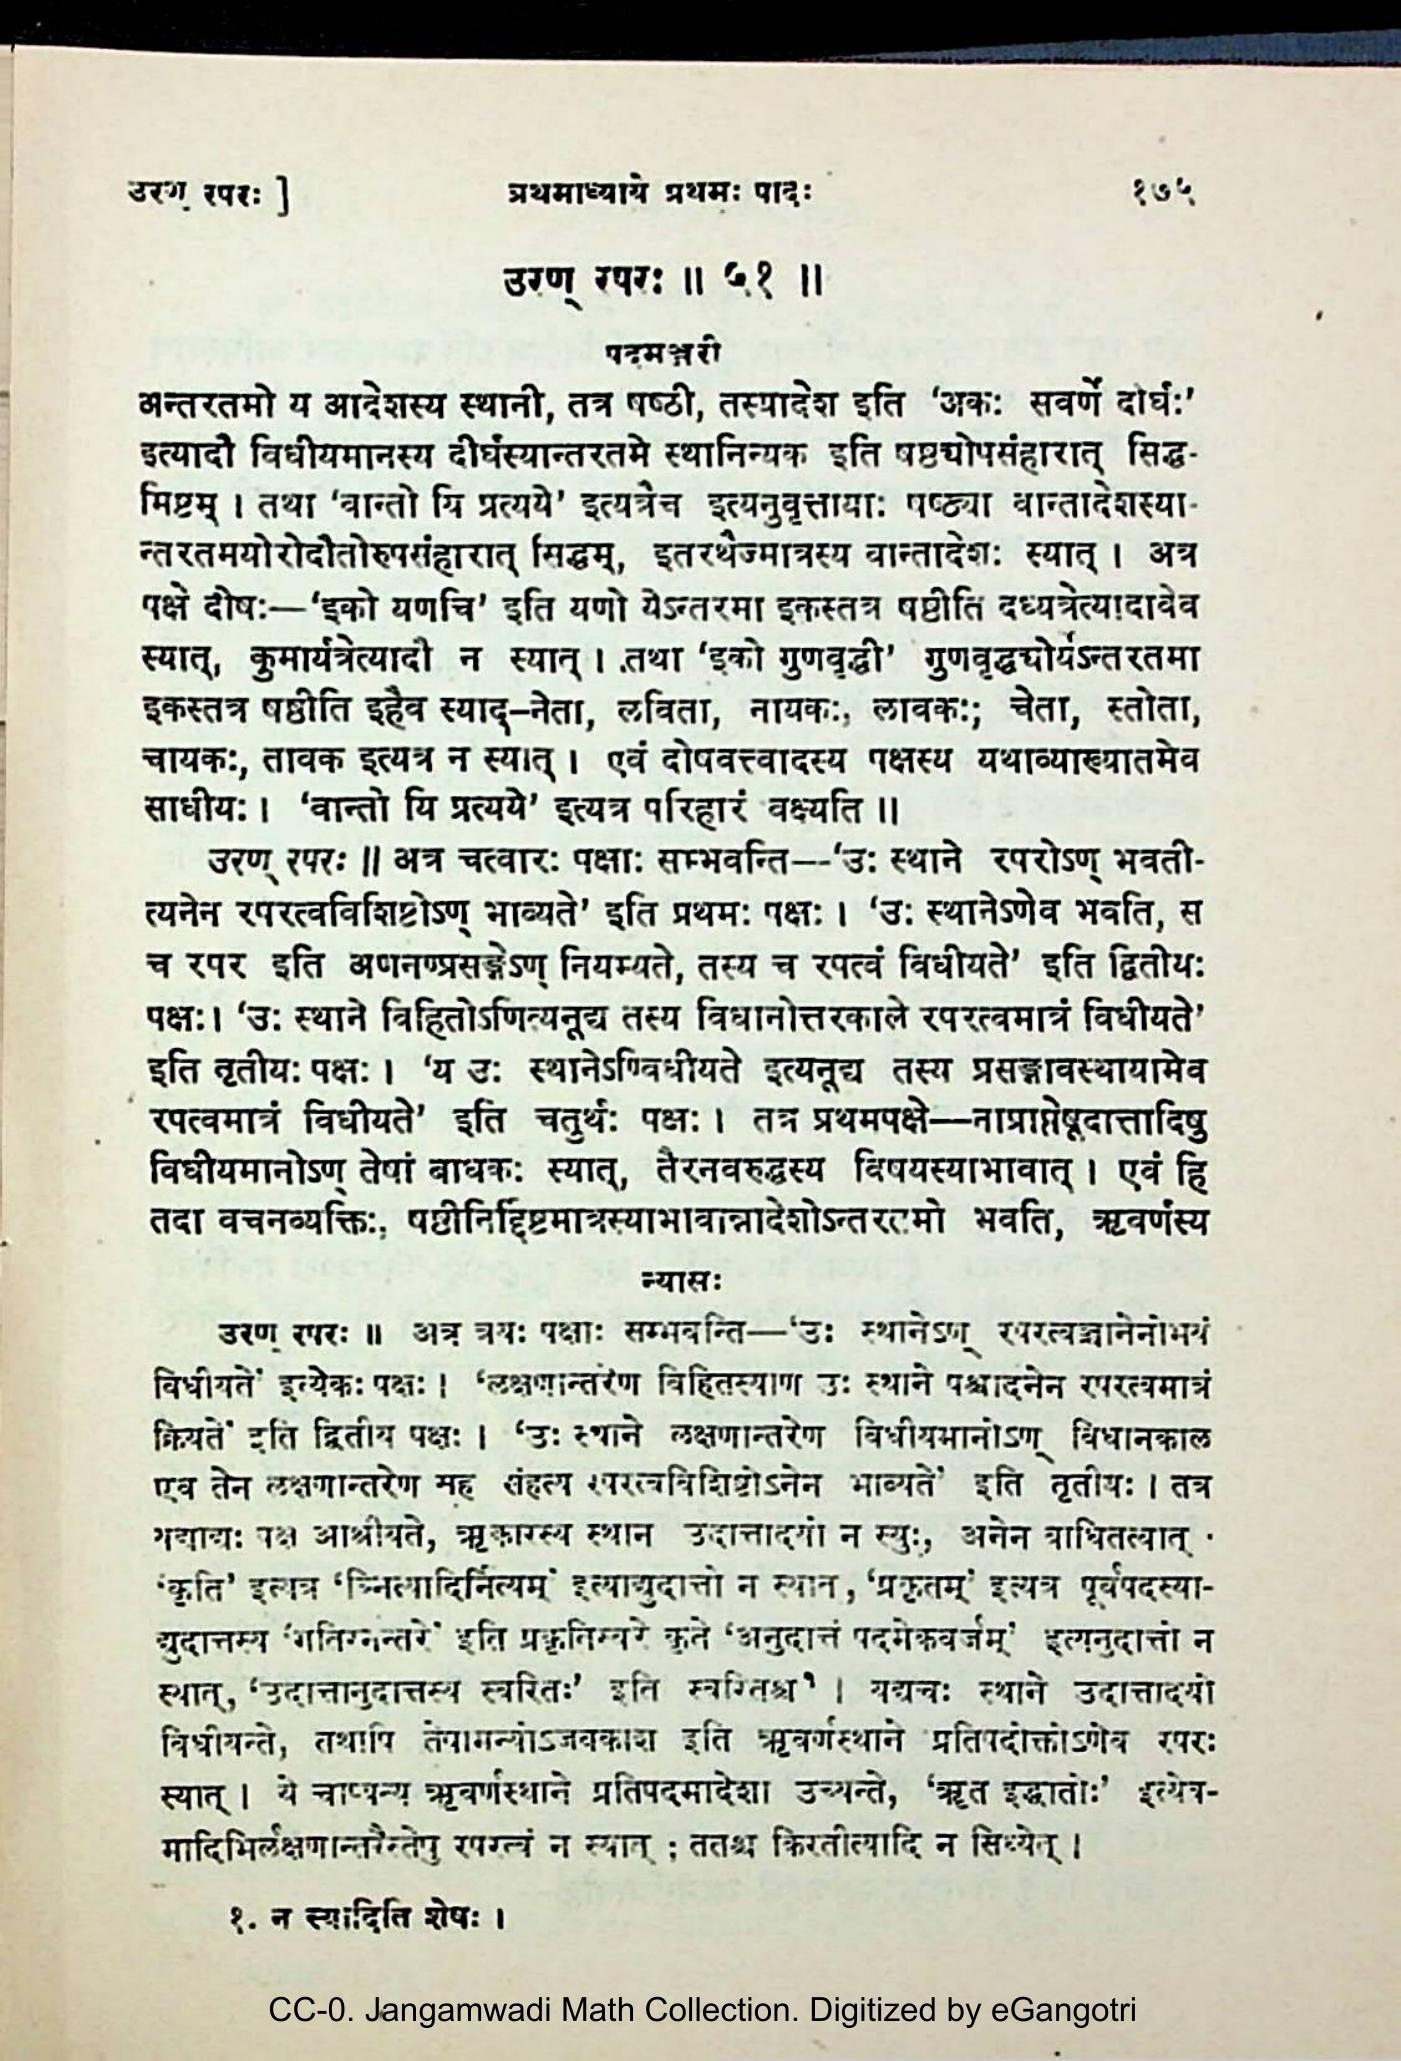 उरण् रपरः ] प्रथमाध्याये प्रथमः पादः १७५
उरण् रपरः ॥ ५१ ॥
पदमञ्जरी
अन्तरतमो य आदेशस्य स्थानी, तत्र षष्ठी, तस्यादेश इति ‘अकः सवर्णे दीर्घः’
इत्यादौ विधीयमानस्य दीर्घस्यान्तरतमे स्थानिन्यक इति षष्ठ्योपसंहारात् सिद्ध-
मिष्टम् । तथा ‘वान्तो यि प्रत्यये’ इत्यत्रैच इत्यनुवृत्तायाः षष्ठ्या वान्तादेशस्या-
न्तरतमयोरोदौतोरुपसंहारात् सिद्धम्, इतरथैज्मात्रस्य वान्तादेशः स्यात् । अत्र
पक्षे दोषः—‘इको यणचि’ इति यणो येऽन्तरमा इकस्तत्र षष्ठीति दध्यत्रेत्यादावेव
स्यात्, कुमार्यत्रेत्यादौ न स्यात् । तथा ‘इको गुणवृद्धी’ गुणवृद्ध्योर्येऽन्तरतमा
इकस्तत्र षष्ठीति इहैव स्याद्–नेता, लविता, नायकः, लावकः; चेता, स्तोता,
चायकः, तावक इत्यत्र न स्यात् । एवं दोषवत्त्वादस्य पक्षस्य यथाव्याख्यातमेव
साधीयः । ‘वान्तो यि प्रत्यये’ इत्यत्र परिहारं वक्ष्यति ॥
उरण् रपरः ॥ अत्र चत्वारः पक्षाः सम्भवन्ति—‘उः स्थाने रपरोऽण् भवती-
त्यनेन रपरत्वविशिष्टोऽण् भाव्यते’ इति प्रथमः पक्षः । ‘उः स्थानेऽणेव भवति, स
च रपर इति अणनण्प्रसङ्गेऽण् नियम्यते, तस्य च रपत्वं विधीयते’ इति द्वितीयः
पक्षः । ‘उः स्थाने विहितोऽणित्यनूद्य तस्य विधानोत्तरकाले रपरत्वमात्रं विधीयते’
इति तृतीयः पक्षः । ‘य उः स्थानेऽण्विधीयते इत्यनूद्य तस्य प्रसङ्गावस्थायामेव
रपत्वमात्रं विधीयते’ इति चतुर्थः पक्षः । तत्र प्रथमपक्षे—नाप्राप्तेषूदात्तादिषु
विधीयमानोऽण् तेषां बाधकः स्यात्, तैरनवरुद्धस्य विषयस्याभावात् । एवं हि
तदा वचनव्यक्तिः, षष्ठीनिर्द्दिष्टमात्रस्याभावान्नादेशोऽन्तरतमो भवति, ऋवर्णस्य
न्यासः
उरण् रपरः ॥ अत्र त्रयः पक्षाः सम्भवन्ति—‘उः स्थानेऽण् रपरत्वञ्चानेनोभयं
विधीयते’ इत्येकः पक्षः । ‘लक्षणान्तरेण विहितस्याण उः स्थाने पश्चादनेन रपरत्वमात्रं
क्रियते’ इति द्वितीय पक्षः । ‘उः स्थाने लक्षणान्तरेण विधीयमानोऽण् विधानकाल
एव तेन लक्षणान्तरेण सह संहत्य रपरत्वविशिष्टोऽनेन भाव्यते’ इति तृतीयः । तत्र
यद्याद्यः पक्ष आश्रीयते, ऋकारस्य स्थान उदात्तादयो न स्युः, अनेन बाधितत्वात् ·
‘कृति’ इत्यत्र ‘ञ्नित्यादिर्नित्यम्’ इत्याद्युदात्तो न स्यात, ‘प्रकृतम्’ इत्यत्र पूर्वपदस्या-
द्युदात्तस्य ‘गतिरनन्तरे’ इति प्रकृतिस्वरे कृते ‘अनुदात्तं पदमेकवर्जम्’ इत्यनुदात्तो न
स्यात्, ‘उदात्तानुदात्तस्य स्वरितः’ इति स्वरितश्च¹ । यद्यचः स्थाने उदात्तादयो
विधीयन्ते, तथापि तेषामन्योऽजवकाश इति ऋवर्णस्थाने प्रतिपदोक्तोऽणेव रपरः
स्यात् । ये चाप्यन्य ऋवर्णस्थाने प्रतिपदमादेशा उच्यन्ते, ‘ऋत इद्धातोः’ इत्येव-
मादिभिर्लक्षणान्तरैस्तेषु रपरत्वं न स्यात् ; ततश्च किरतीत्यादि न सिध्येत् ।
१. न स्यादिति शेषः ।
CC-0. Jangamwadi Math Collection. Digitized by eGangotri